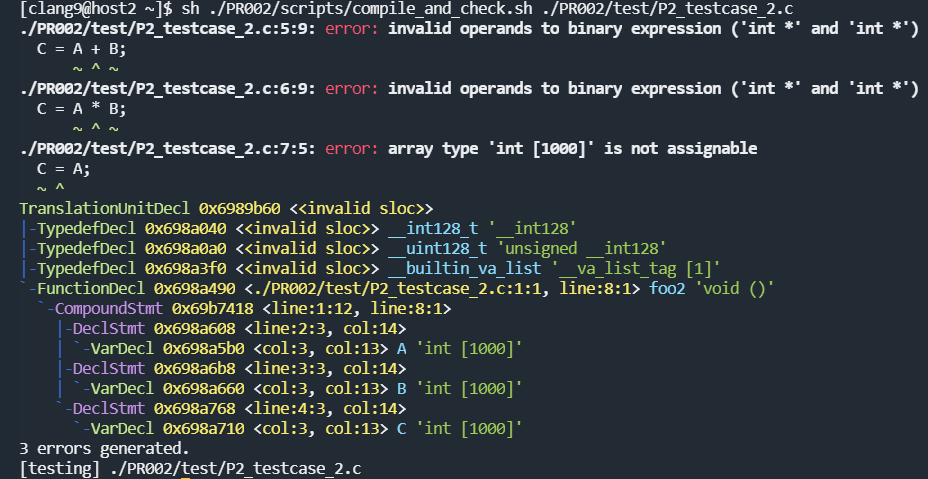 [clang9@host2 ~]$ sh ./PR002/scripts/compile_and_check.sh ./PR002/test/P2_testcase_2.c
./PR002/test/P2_testcase_2.c:5:9: error: invalid operands to binary expression ('int *' and 'int *')
  C = A + B;
      ~ ^ ~
./PR002/test/P2_testcase_2.c:6:9: error: invalid operands to binary expression ('int *' and 'int *')
  C = A * B;
      ~ ^ ~
./PR002/test/P2_testcase_2.c:7:5: error: array type 'int [1000]' is not assignable
  C = A;
  ~ ^
TranslationUnitDecl 0x6989b60 <<invalid sloc>>
|-TypedefDecl 0x698a040 <<invalid sloc>> __int128_t '__int128'
|-TypedefDecl 0x698a0a0 <<invalid sloc>> __uint128_t 'unsigned __int128'
|-TypedefDecl 0x698a3f0 <<invalid sloc>> __builtin_va_list '__va_list_tag [1]'
`-FunctionDecl 0x698a490 <./PR002/test/P2_testcase_2.c:1:1, line:8:1> foo2 'void ()'
  `-CompoundStmt 0x69b7418 <line:1:12, line:8:1>
    |-DeclStmt 0x698a608 <line:2:3, col:14>
    | `-VarDecl 0x698a5b0 <col:3, col:13> A 'int [1000]'
    |-DeclStmt 0x698a6b8 <line:3:3, col:14>
    | `-VarDecl 0x698a660 <col:3, col:13> B 'int [1000]'
    `-DeclStmt 0x698a768 <line:4:3, col:14>
      `-VarDecl 0x698a710 <col:3, col:13> C 'int [1000]'
3 errors generated.
[testing] ./PR002/test/P2_testcase_2.c